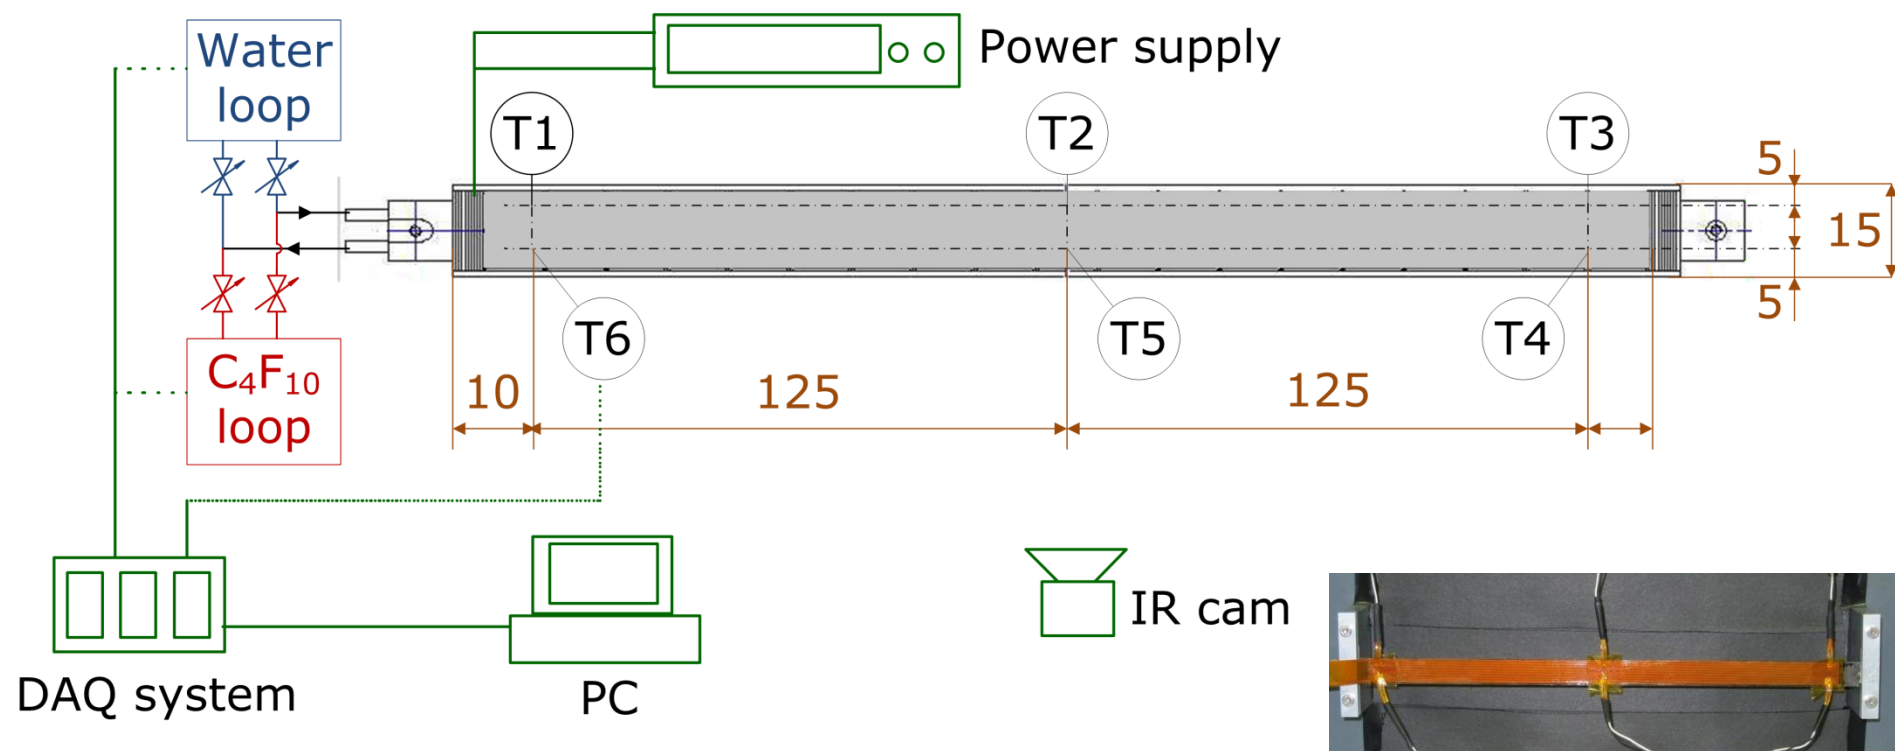 Water
loop
Power supply
T1
T2
T3
5
15
5
T6
T5
T4
C₄F₁₀
loop
10
125
125
IR cam
DAQ system
PC